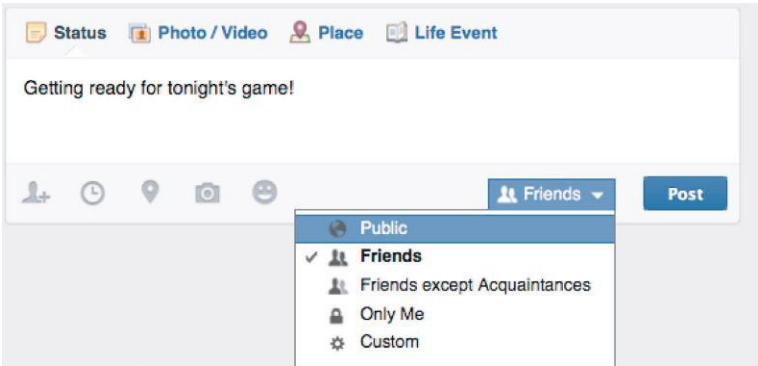 Status Photo / Video Place Life Event
Getting ready for tonight's game!
Friends Post
Public
Friends
Friends except Acquaintances
Only Me
Custom